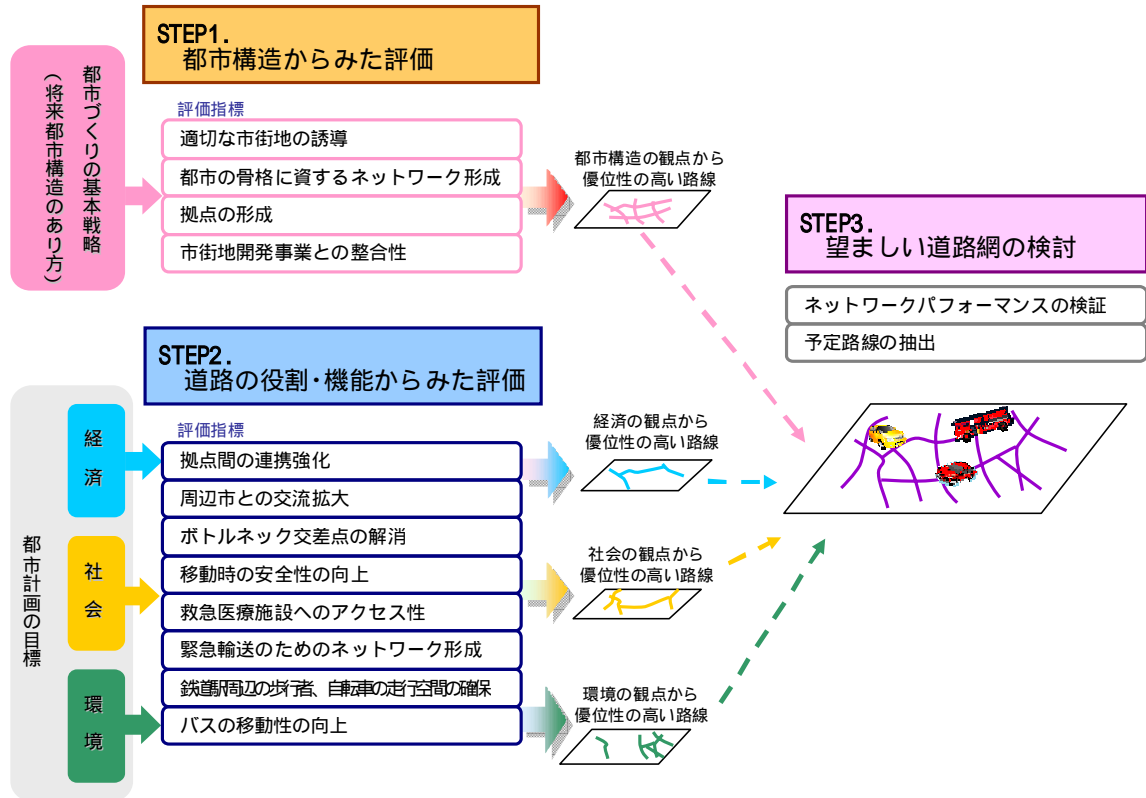 STEP1.
都市構造からみた評価
都市づくりの基本戦略
(将来都市構造のあり方)
評価指標
適切な市街地の誘導
都市の骨格に資するネットワーク形成
拠点の形成
市街地開発事業との整合性
都市構造の観点から
優位性の高い路線
STEP2.
道路の役割・機能からみた評価
都市計画の目標
経済
社会
環境
評価指標
拠点間の連携強化
周辺市との交流拡大
ボトルネック交差点の解消
移動時の安全性の向上
救急医療施設へのアクセス性
緊急輸送のためのネットワーク形成
鉄道駅周辺の歩行者、自転車の走行空間の確保
バスの移動性の向上
経済の観点から
優位性の高い路線
社会の観点から
優位性の高い路線
環境の観点から
優位性の高い路線
STEP3.
望ましい道路網の検討
ネットワークパフォーマンスの検証
予定路線の抽出